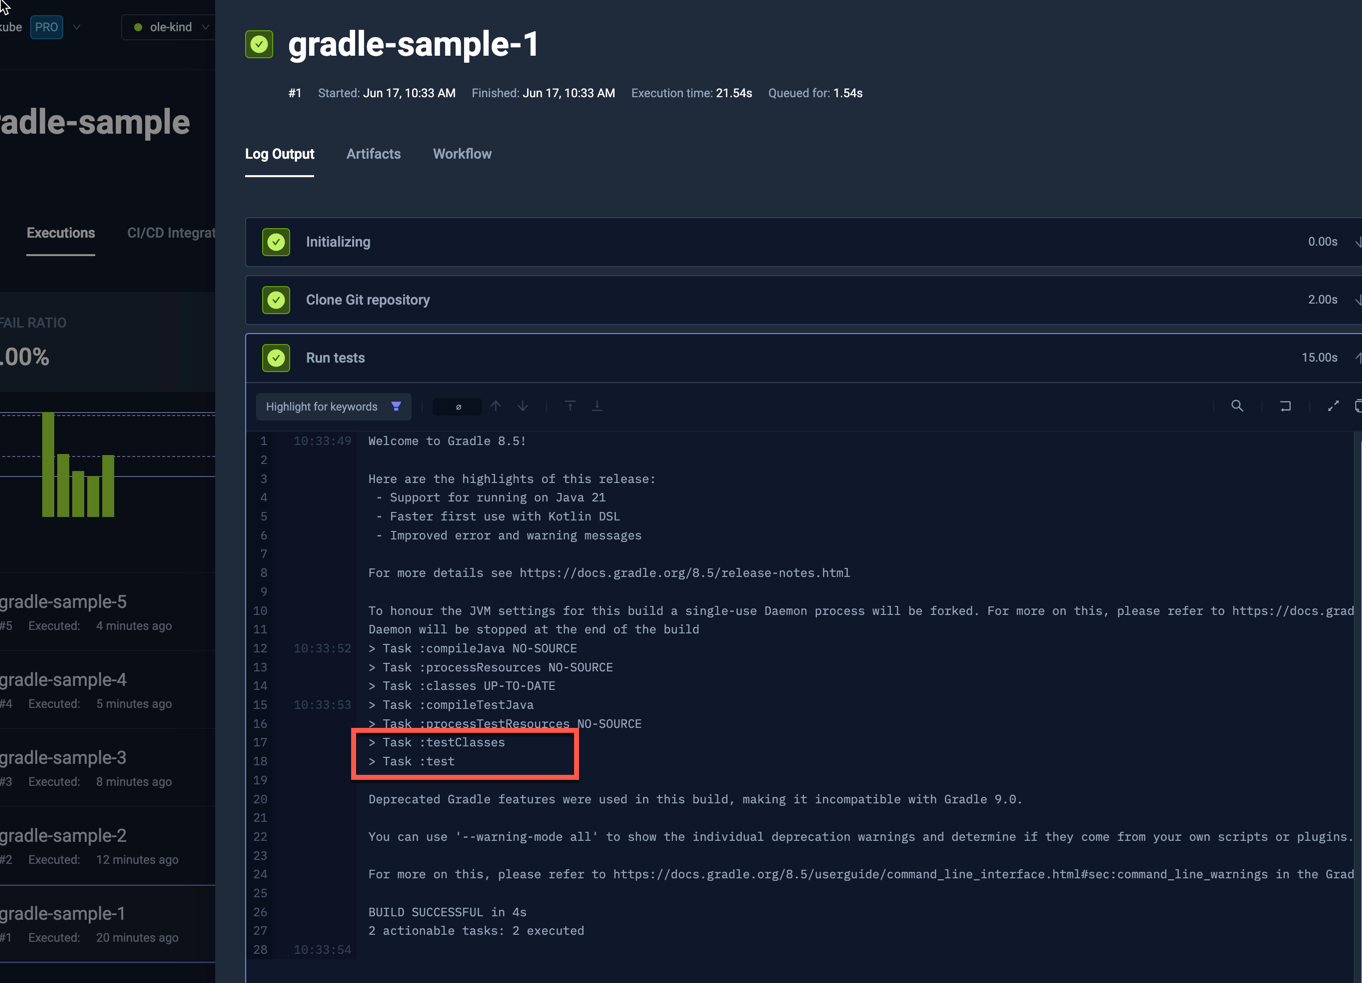 kube PRO ole-kind
adle-sample
Executions CI/CD Integrat
FAIL RATIO
.00%
gradle-sample-5
#5 Executed: 4 minutes ago
gradle-sample-4
#4 Executed: 5 minutes ago
gradle-sample-3
#3 Executed: 8 minutes ago
gradle-sample-2
#2 Executed: 12 minutes ago
gradle-sample-1
#1 Executed: 20 minutes ago
gradle-sample-1
#1 Started: Jun 17, 10:33 AM Finished: Jun 17, 10:33 AM Execution time: 21.54s Queued for: 1.54s
Log Output Artifacts Workflow
Initializing 0.00s
Clone Git repository 2.00s
Run tests 15.00s
Highlight for keywords ø
1 10:33:49 Welcome to Gradle 8.5!
2
3 Here are the highlights of this release:
4 - Support for running on Java 21
5 - Faster first use with Kotlin DSL
6 - Improved error and warning messages
7
8 For more details see https://docs.gradle.org/8.5/release-notes.html
9
10 To honour the JVM settings for this build a single-use Daemon process will be forked. For more on this, please refer to https://docs.grad
11 Daemon will be stopped at the end of the build
12 10:33:52 > Task :compileJava NO-SOURCE
13 > Task :processResources NO-SOURCE
14 > Task :classes UP-TO-DATE
15 10:33:53 > Task :compileTestJava
16 > Task :processTestResources NO-SOURCE
17 > Task :testClasses
18 > Task :test
19
20 Deprecated Gradle features were used in this build, making it incompatible with Gradle 9.0.
21
22 You can use '--warning-mode all' to show the individual deprecation warnings and determine if they come from your own scripts or plugins.
23
24 For more on this, please refer to https://docs.gradle.org/8.5/userguide/command_line_interface.html#sec:command_line_warnings in the Grad
25
26 BUILD SUCCESSFUL in 4s
27 2 actionable tasks: 2 executed
28 10:33:54